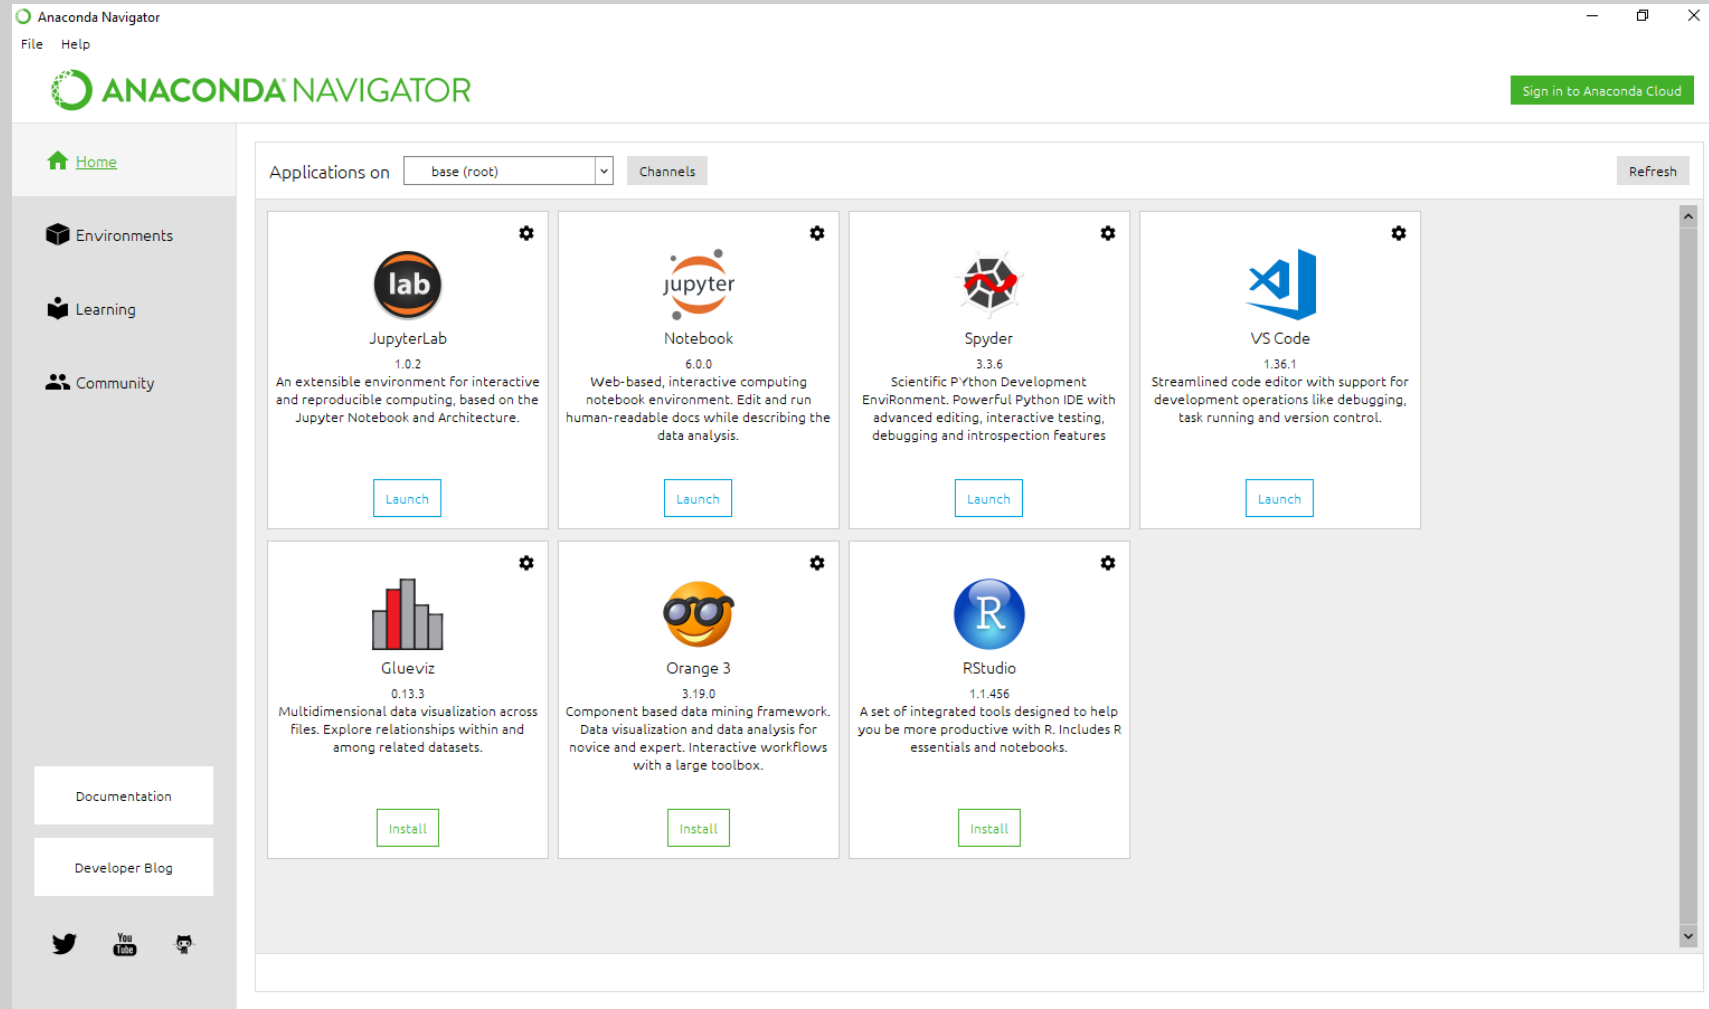 Anaconda Navigator
File Help
ANACONDA NAVIGATOR
Sign in to Anaconda Cloud
Home
Environments
Learning
Community
Documentation
Developer Blog
You
Tube
Applications on base (root) Channels Refresh
lab
JupyterLab
1.0.2
An extensible environment for interactive
and reproducible computing, based on the
Jupyter Notebook and Architecture.
Launch
jupyter
Notebook
6.0.0
Web-based, interactive computing
notebook environment. Edit and run
human-readable docs while describing the
data analysis.
Launch
Spyder
3.3.6
Scientific PYthon Development
EnviRonment. Powerful Python IDE with
advanced editing, interactive testing,
debugging and introspection features
Launch
VS Code
1.36.1
Streamlined code editor with support for
development operations like debugging,
task running and version control.
Launch
Glueviz
0.13.3
Multidimensional data visualization across
files. Explore relationships within and
among related datasets.
Install
Orange 3
3.19.0
Component based data mining framework.
Data visualization and data analysis for
novice and expert. Interactive workflows
with a large toolbox.
Install
R
RStudio
1.1.456
A set of integrated tools designed to help
you be more productive with R. Includes R
essentials and notebooks.
Install